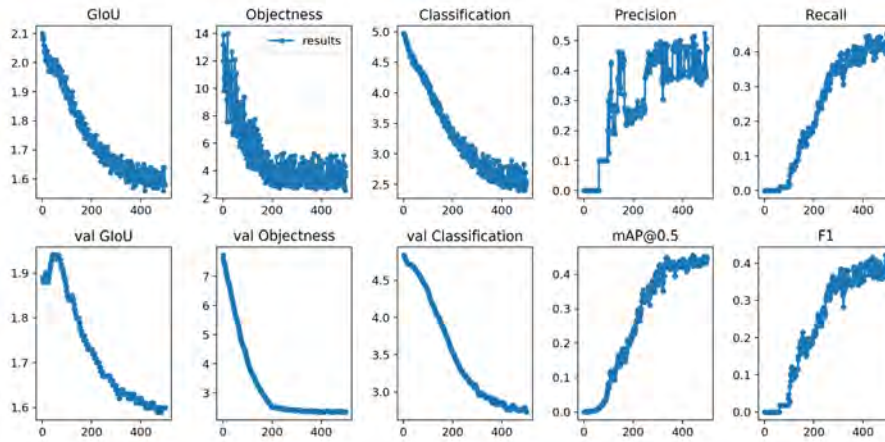 GIoU
2.1
2.0
1.9
1.8
1.7
1.6
0 200 400
Objectness
results
14
12
10
8
6
4
2
0 200 400
Classification
5.0
4.5
4.0
3.5
3.0
2.5
0 200 400
Precision
0.5
0.4
0.3
0.2
0.1
0.0
0 200 400
Recall
0.4
0.3
0.2
0.1
0.0
0 200 400
val GIoU
1.9
1.8
1.7
1.6
0 200 400
val Objectness
7
6
5
4
3
0 200 400
val Classification
4.5
4.0
3.5
3.0
0 200 400
mAP@0.5
0.4
0.3
0.2
0.1
0.0
0 200 400
F1
0.4
0.3
0.2
0.1
0.0
0 200 400